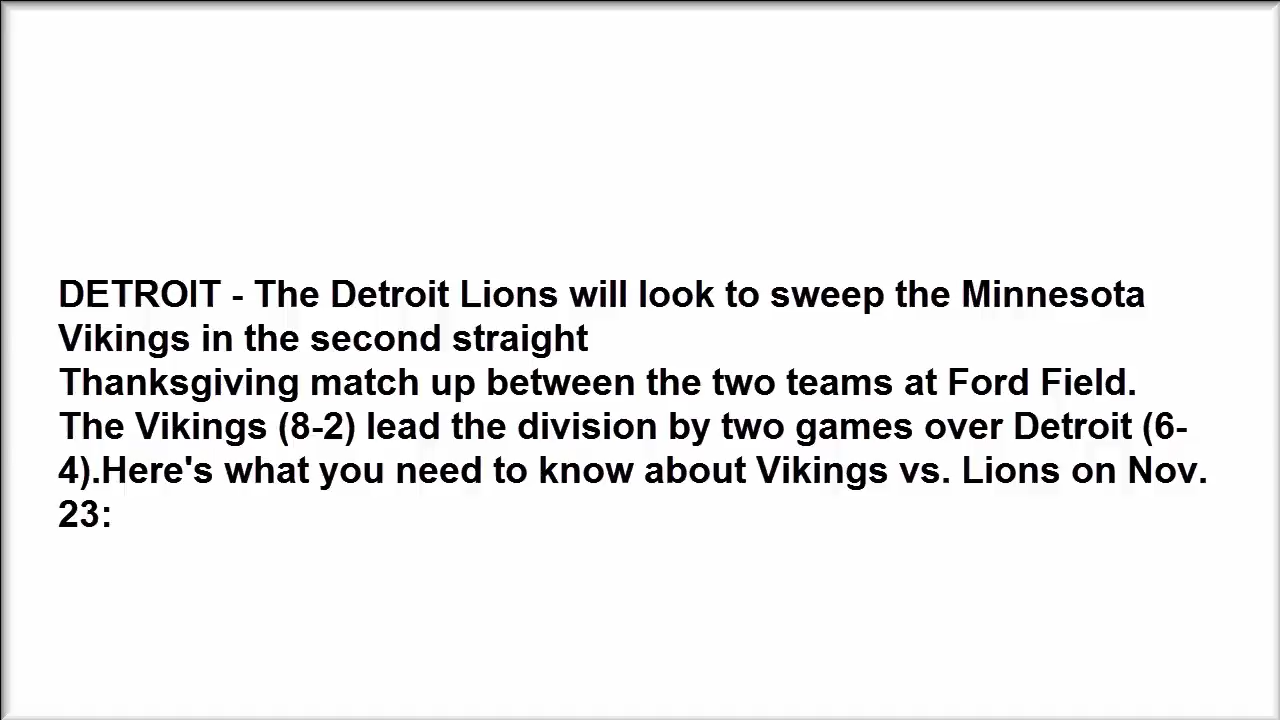 DETROIT - The Detroit Lions will look to sweep the Minnesota
Vikings in the second straight
Thanksgiving match up between the two teams at Ford Field.
The Vikings (8-2) lead the division by two games over Detroit (6-
4).Here's what you need to know about Vikings vs. Lions on Nov.
23: